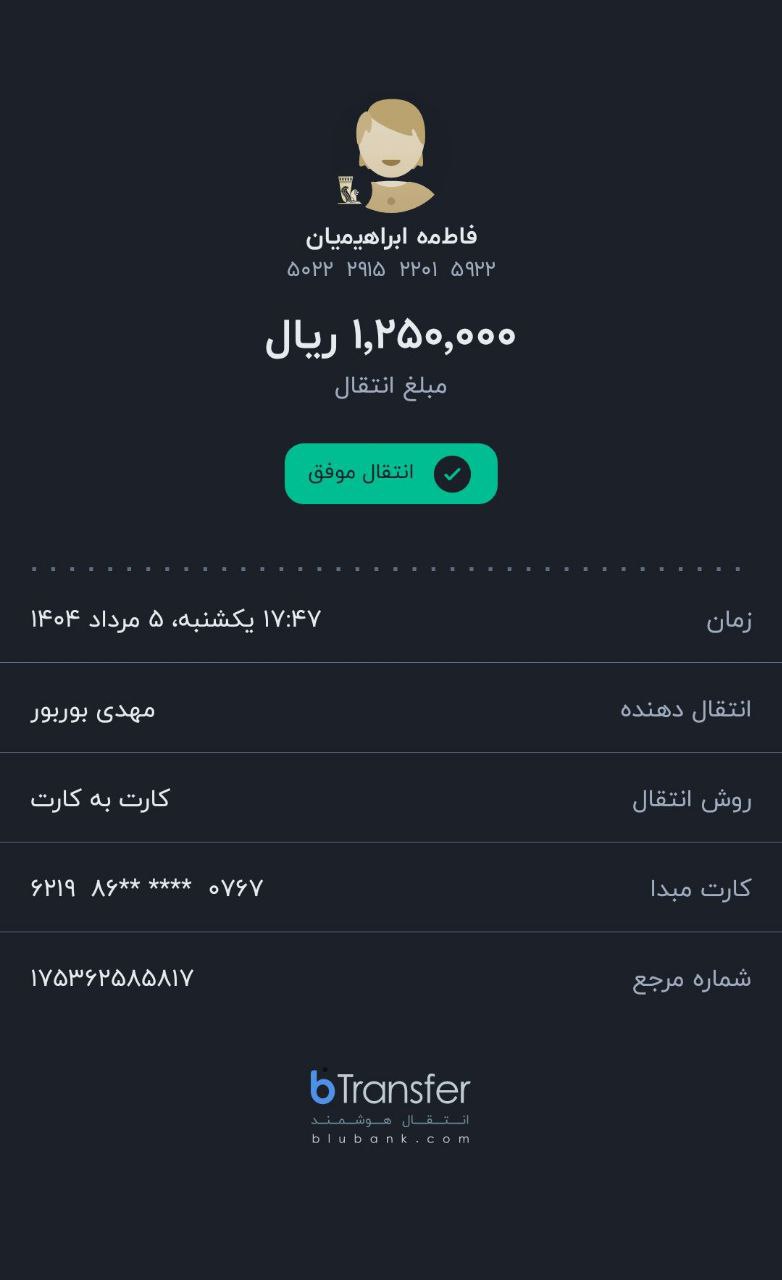 فاطمه ابراهیمیان
۵۰۲۲ ۲۹۱۵ ۲۲۰۱ ۵۹۲۲
۱,۲۵۰,۰۰۰ ریال
مبلغ انتقال
انتقال موفق
زمان ۱۷:۴۷ یکشنبه، ۵ مرداد ۱۴۰۴
انتقال دهنده مهدی بوربور
روش انتقال کارت به کارت
کارت مبدا ۶۲۱۹ ۸۶** **** ۰۷۶۷
شماره مرجع ۱۷۵۳۶۲۵۸۵۸۱۷
bTransfer
انـتـقـال هـوشـمـنـد
blubank.com